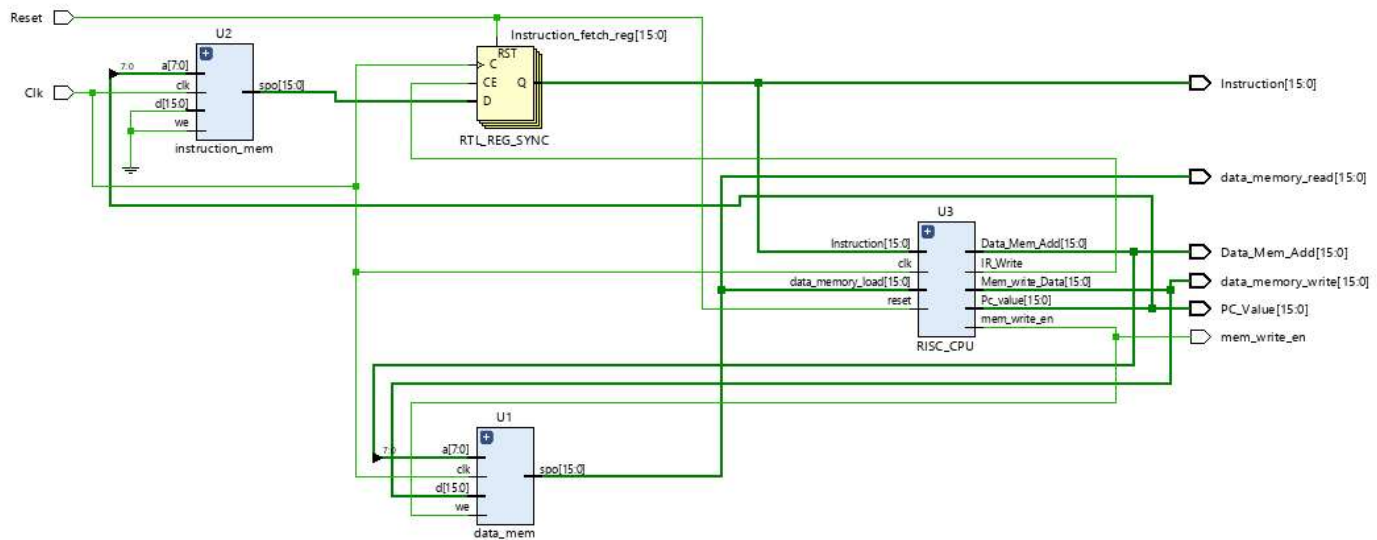 Reset
Clk
U2
7:0
a[7:0]
clk
d[15:0]
we
spo[15:0]
instruction_mem
Instruction_fetch_reg[15:0]
RST
C
CE
D
Q
RTL_REG_SYNC
Instruction[15:0]
data_memory_read[15:0]
U3
Instruction[15:0]
clk
data_memory_load[15:0]
reset
Data_Mem_Add[15:0]
IR_Write
Mem_write_Data[15:0]
Pc_value[15:0]
mem_write_en
RISC_CPU
Data_Mem_Add[15:0]
data_memory_write[15:0]
PC_Value[15:0]
mem_write_en
U1
7:0
a[7:0]
clk
d[15:0]
we
spo[15:0]
data_mem